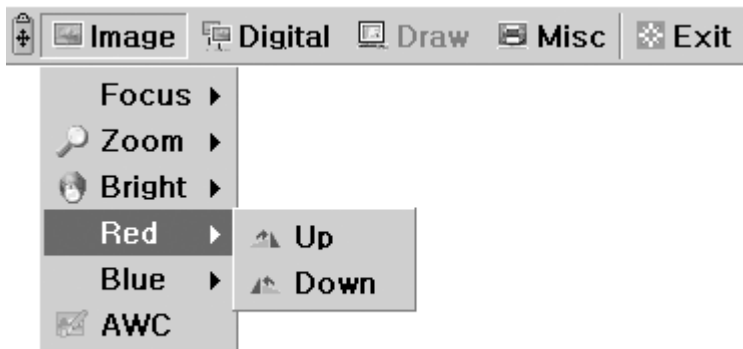 Image Digital Draw Misc Exit
Focus
Zoom
Bright
Red
Up
Blue
Down
AWC